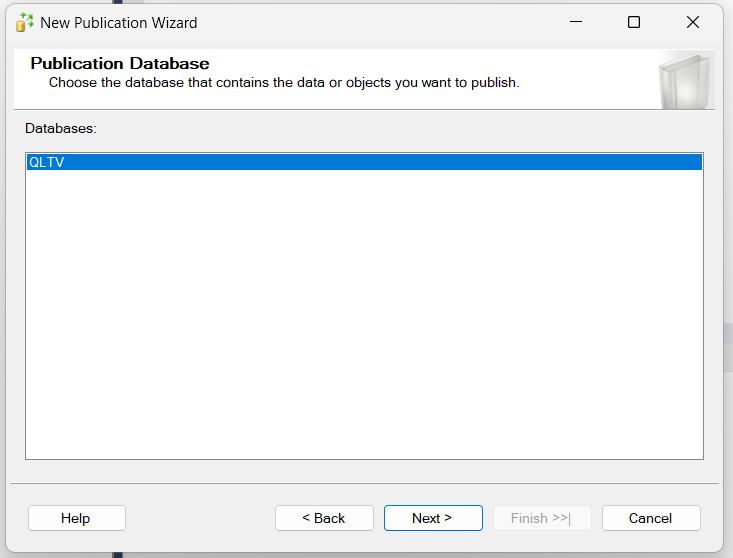 New Publication Wizard
Publication Database
Choose the database that contains the data or objects you want to publish.
Databases:
QLTV
Help
< Back
Next >
Finish >>|
Cancel